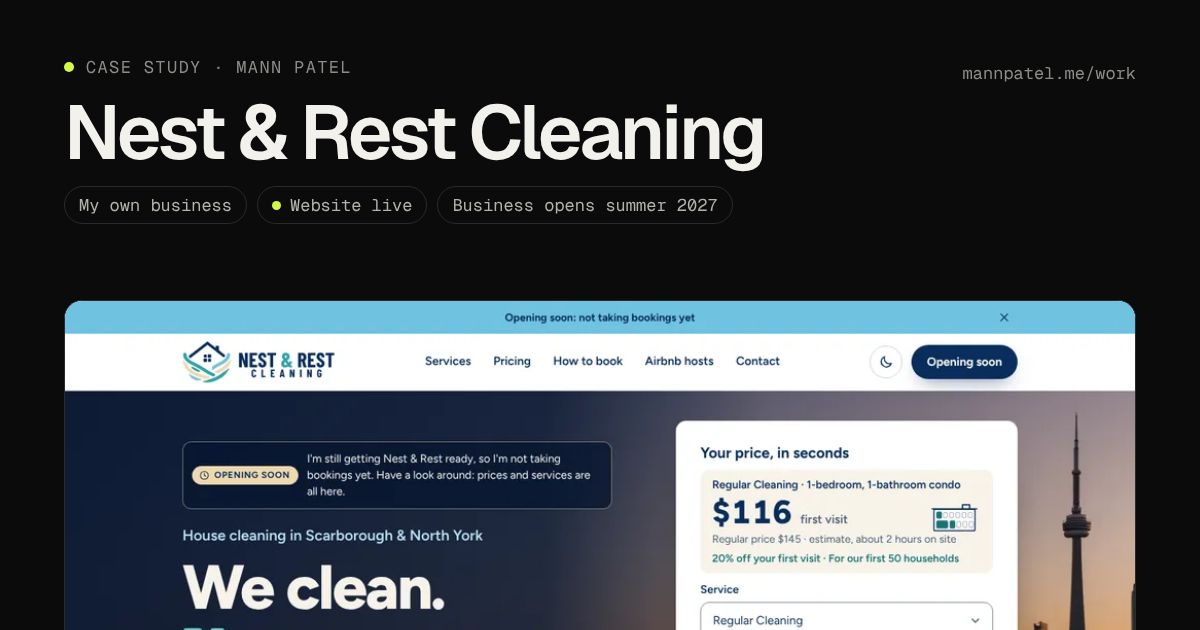 CASE STUDY · MANN PATEL
mannpatel.me/work
Nest & Rest Cleaning
My own business
Website live
Business opens summer 2027
Opening soon: not taking bookings yet
NEST & REST
CLEANING
Services
Pricing
How to book
Airbnb hosts
Contact
Opening soon
OPENING SOON
I'm still getting Nest & Rest ready, so I'm not taking
bookings yet. Have a look around: prices and services are
all here.
House cleaning in Scarborough & North York
We clean.
Your price, in seconds
Regular Cleaning · 1-bedroom, 1-bathroom condo
$116 first visit
Regular price $145 · estimate, about 2 hours on site
20% off your first visit · For our first 50 households
Service
Regular Cleaning